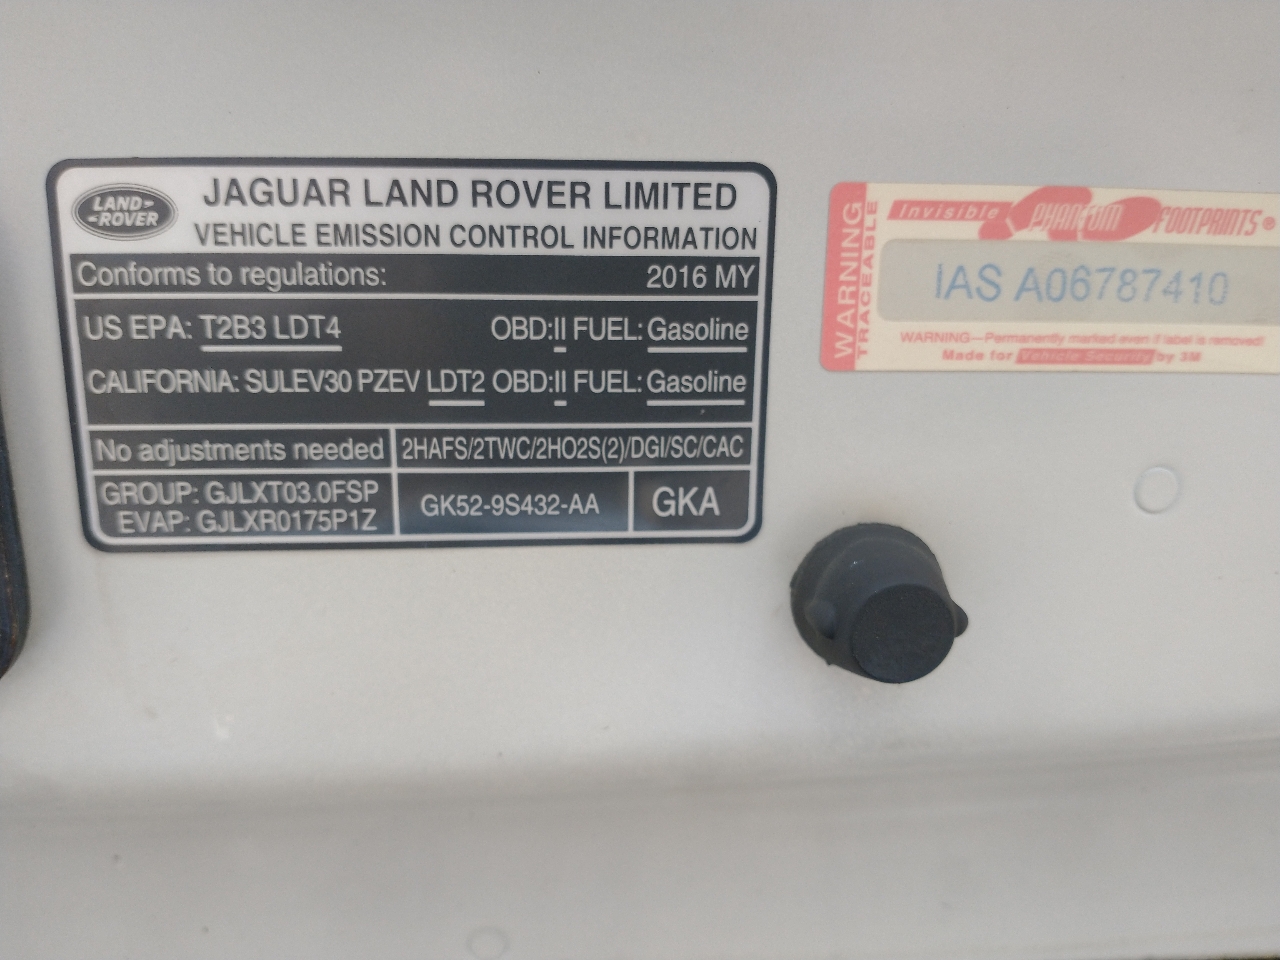 LAND ROVER
JAGUAR LAND ROVER LIMITED
VEHICLE EMISSION CONTROL INFORMATION
Conforms to regulations: 2016 MY
US EPA: T2B3 LDT4 OBD:II FUEL: Gasoline
CALIFORNIA: SULEV30 PZEV LDT2 OBD:II FUEL: Gasoline
No adjustments needed 2HAFS/2TWC/2HO2S(2)/DGI/SC/CAC
GROUP: GJLXT03.0FSP
EVAP: GJLXR0175P1Z
GK52-9S432-AA
GKA
WARNING
TRACEABLE
Invisible PHANTOM FOOTPRINTS®
IAS A06787410
WARNING—Permanently marked even if label is removed!
Made for Vehicle Security by 3M